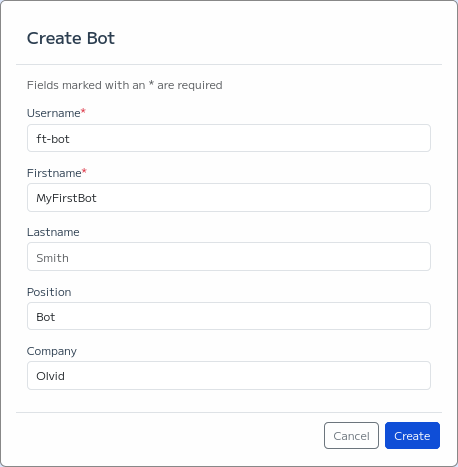 Create Bot
Fields marked with an * are required
Username*
ft-bot
Firstname*
MyFirstBot
Lastname
Smith
Position
Bot
Company
Olvid
Cancel
Create